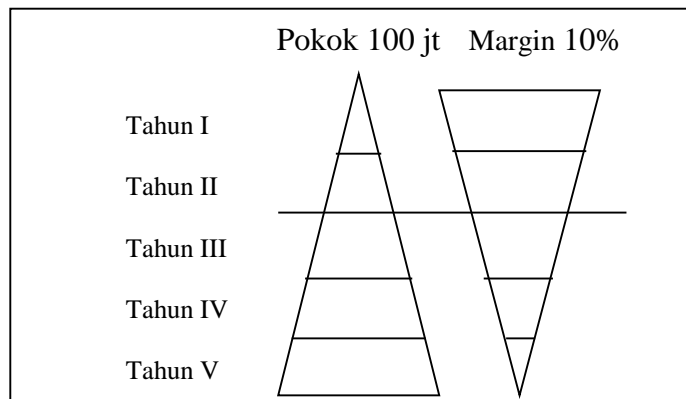 Pokok 100 jt Margin 10%
Tahun I
Tahun II
Tahun III
Tahun IV
Tahun V